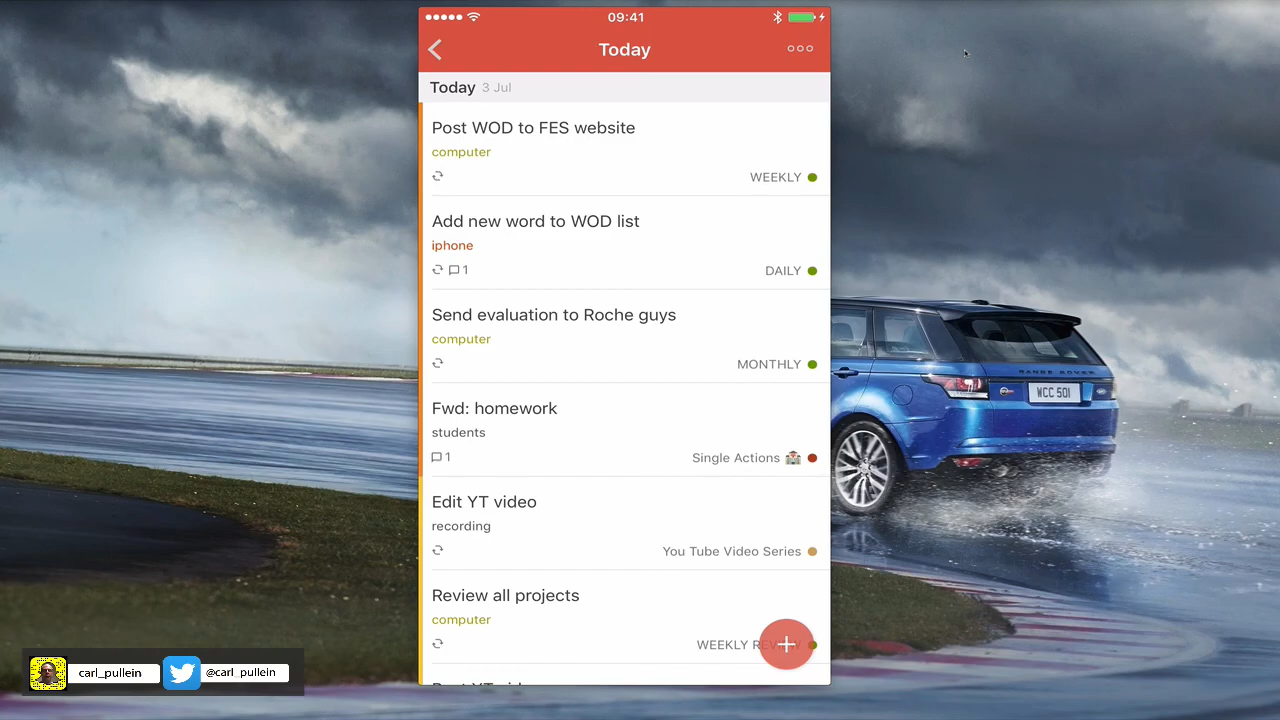 09:41
Today
Today 3 Jul
Post WOD to FES website
computer
WEEKLY
Add new word to WOD list
iphone
1
DAILY
Send evaluation to Roche guys
computer
MONTHLY
Fwd: homework
students
1
Single Actions
Edit YT video
recording
You Tube Video Series
Review all projects
computer
WEEKLY
RANGE ROVER
WCC 501
carl_pullein
@carl_pullein